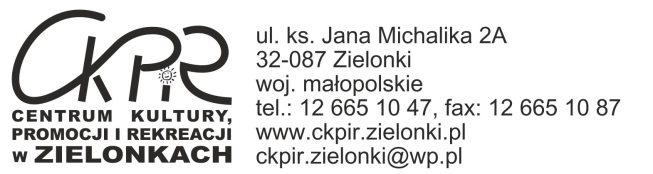 CKPiR
CENTRUM KULTURY,
PROMOCJI I REKREACJI
w ZIELONKACH
ul. ks. Jana Michalika 2A
32-087 Zielonki
woj. małopolskie
tel.: 12 665 10 47, fax: 12 665 10 87
www.ckpir.zielonki.pl
ckpir.zielonki@wp.pl